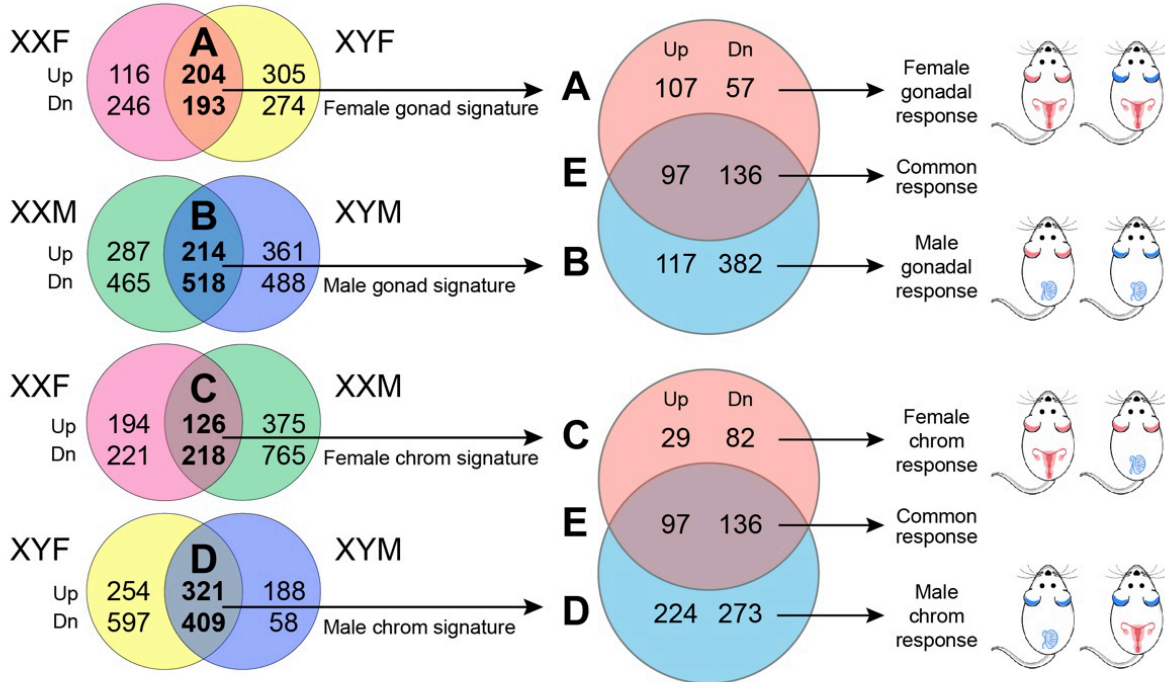 XXF A XYF
Up 116 204 305
Dn 246 193 274
Female gonad signature
XXM B XYM
Up 287 214 361
Dn 465 518 488
Male gonad signature
XXF C XXM
Up 194 126 375
Dn 221 218 765
Female chrom signature
XYF D XYM
Up 254 321 188
Dn 597 409 58
Male chrom signature
Up Dn
A 107 57
Female
gonadal
response
E 97 136
Common
response
B 117 382
Male
gonadal
response
Up Dn
C 29 82
Female
chrom
response
E 97 136
Common
response
D 224 273
Male
chrom
response